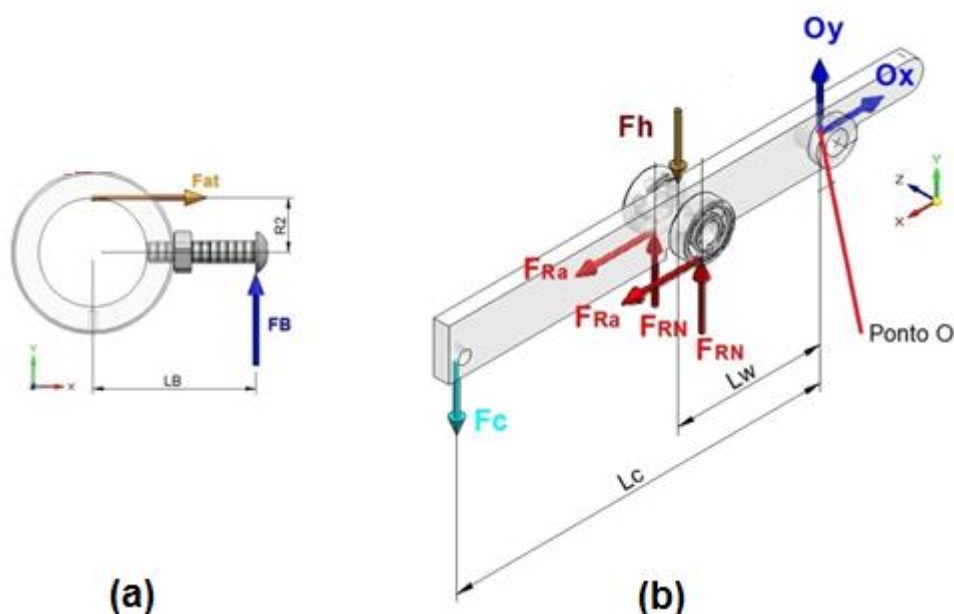 Fat
R2
FB
LB
Y
X
(a)
Oy
Ox
Fh
Y
Z
X
FRa
FRa
FRN
FRN
Ponto O
Fc
Lw
Lc
(b)